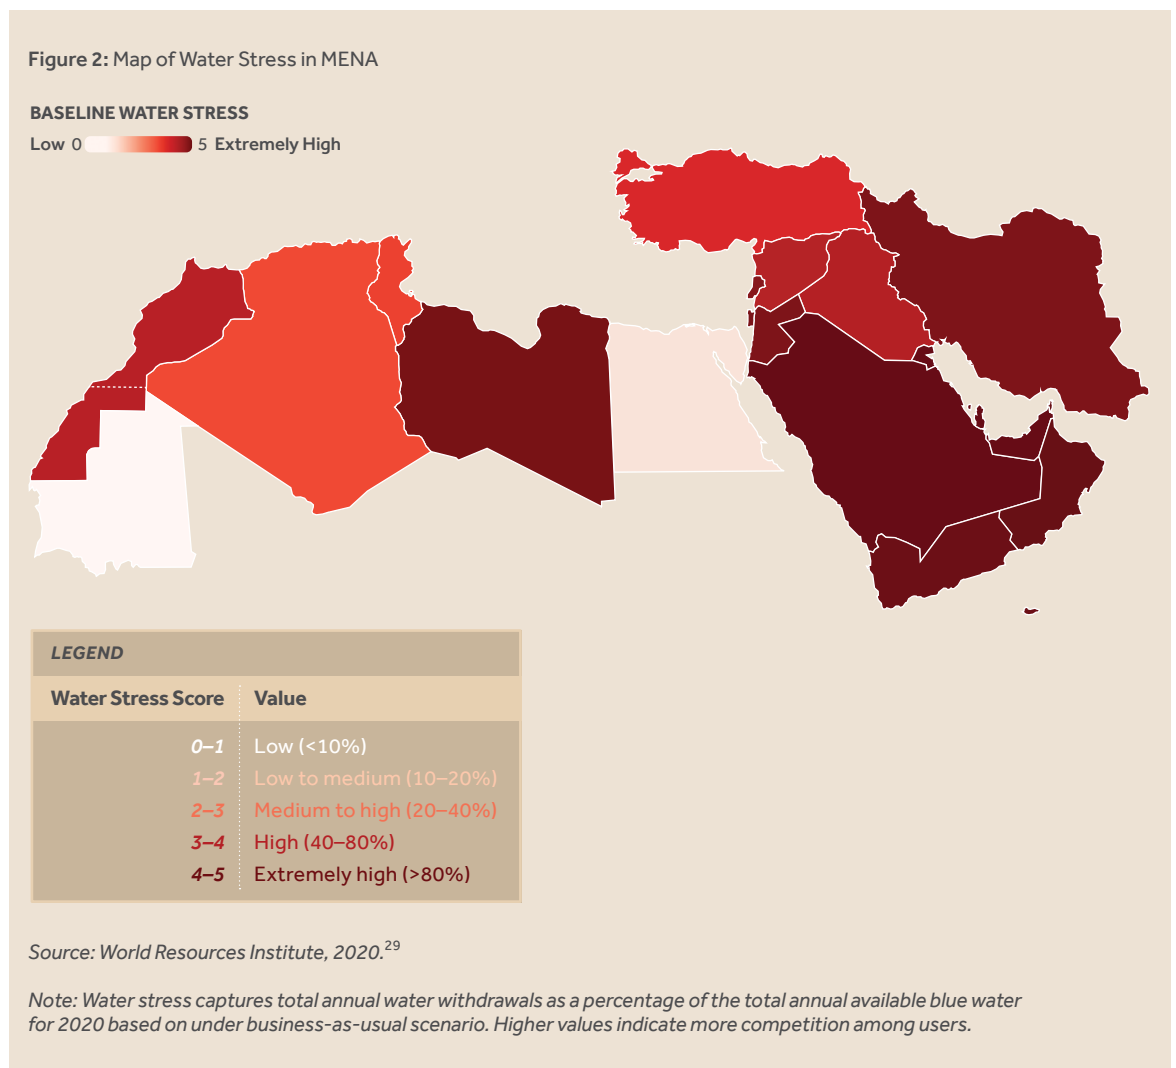 Figure 2: Map of Water Stress in MENA
BASELINE WATER STRESS
Low 0 5 Extremely High
LEGEND
Water Stress Score Value
0–1 Low (<10%)
1–2 Low to medium (10–20%)
2–3 Medium to high (20–40%)
3–4 High (40–80%)
4–5 Extremely high (>80%)
Source: World Resources Institute, 2020.29
Note: Water stress captures total annual water withdrawals as a percentage of the total annual available blue water
for 2020 based on under business-as-usual scenario. Higher values indicate more competition among users.